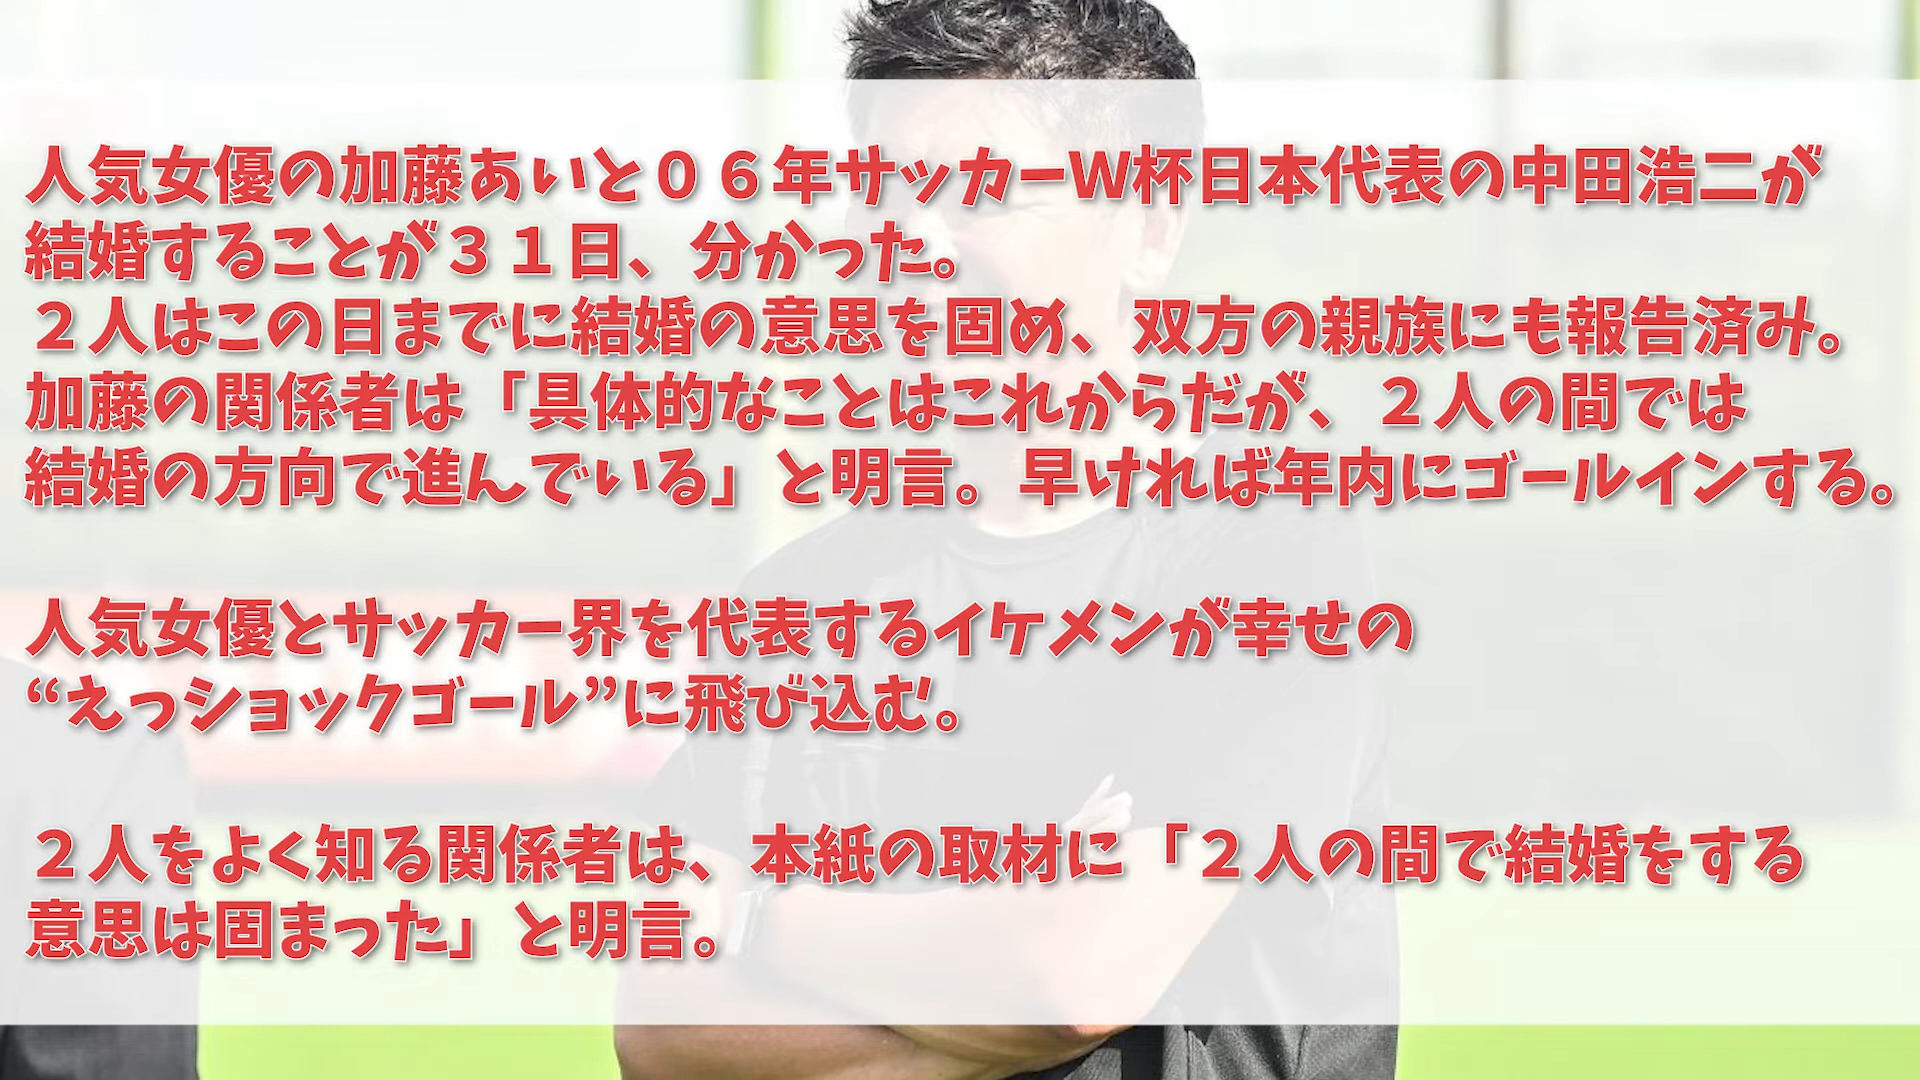 人気女優の加藤あいと０６年サッカーW杯日本代表の中田浩二が
結婚することが３１日、分かった。
２人はこの日までに結婚の意思を固め、双方の親族にも報告済み。
加藤の関係者は「具体的なことはこれからだが、２人の間では
結婚の方向で進んでいる」と明言。早ければ年内にゴールインする。
人気女優とサッカー界を代表するイケメンが幸せの
“えっショックゴール”に飛び込む。
２人をよく知る関係者は、本紙の取材に「２人の間で結婚をする
意思は固まった」と明言。